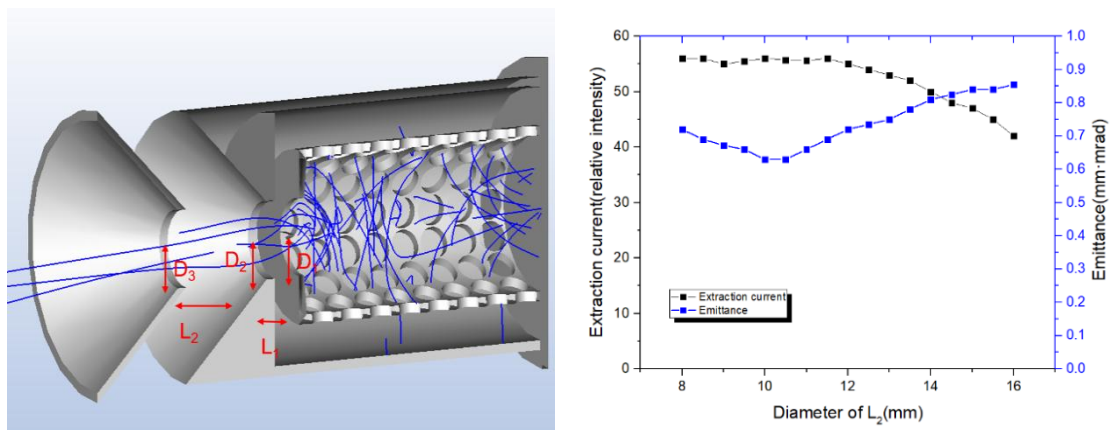 D₃
D₂
D
L₂
L₁
60
50
40
30
20
10
0
Extraction current(relative intensity)
1.0
0.9
0.8
0.7
0.6
0.5
0.4
0.3
0.2
0.1
0.0
Emittance(mm·mrad)
Extraction current
Emittance
8 10 12 14 16
Diameter of L₂(mm)